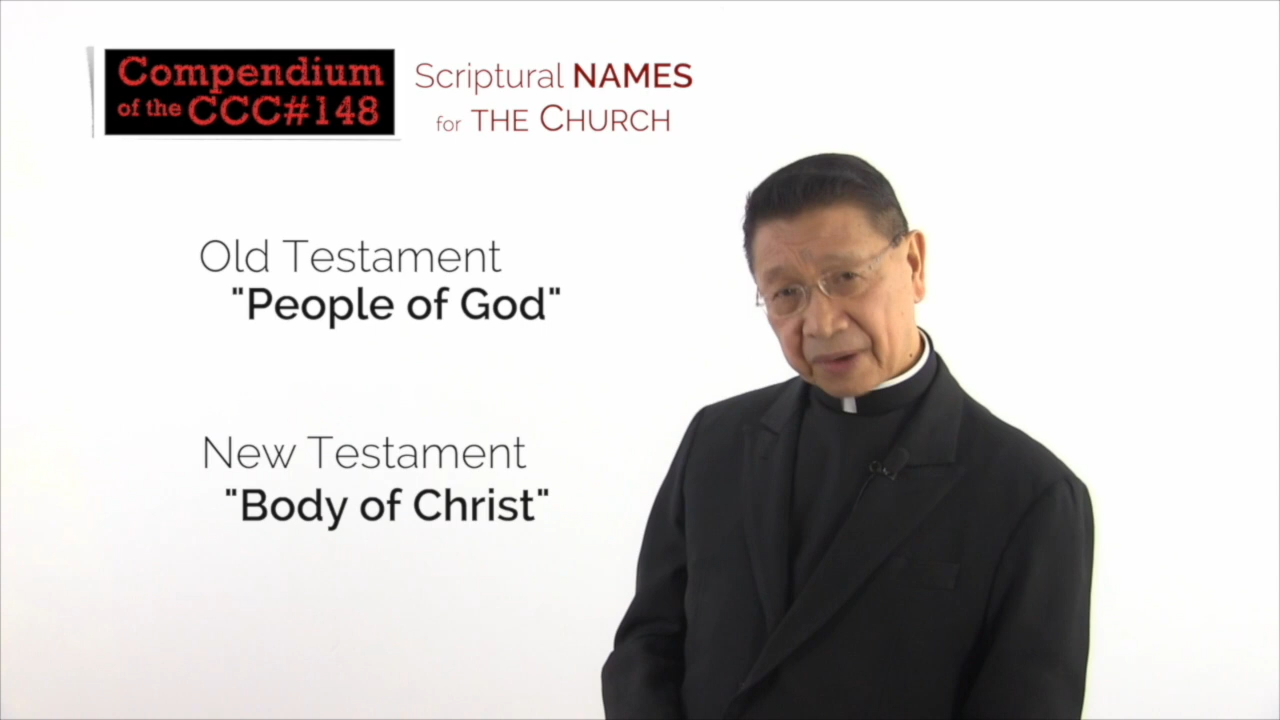 Compendium
of the CCC#148
Scriptural NAMES
for THE CHURCH
Old Testament
"People of God"
New Testament
"Body of Christ"